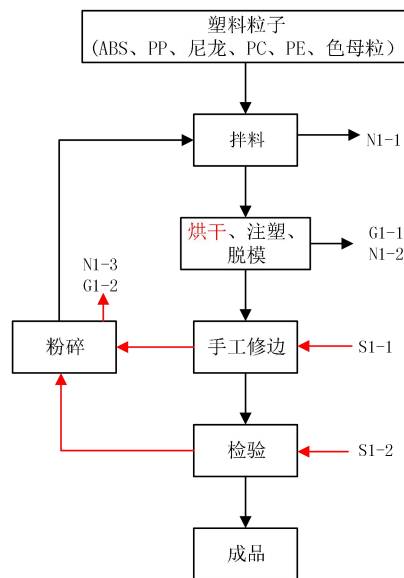 塑料粒子
（ABS、PP、尼龙、PC、PE、色母粒）
拌料
N1-1
烘干、注塑、
脱模
G1-1
N1-2
N1-3
G1-2
粉碎
手工修边
S1-1
检验
S1-2
成品